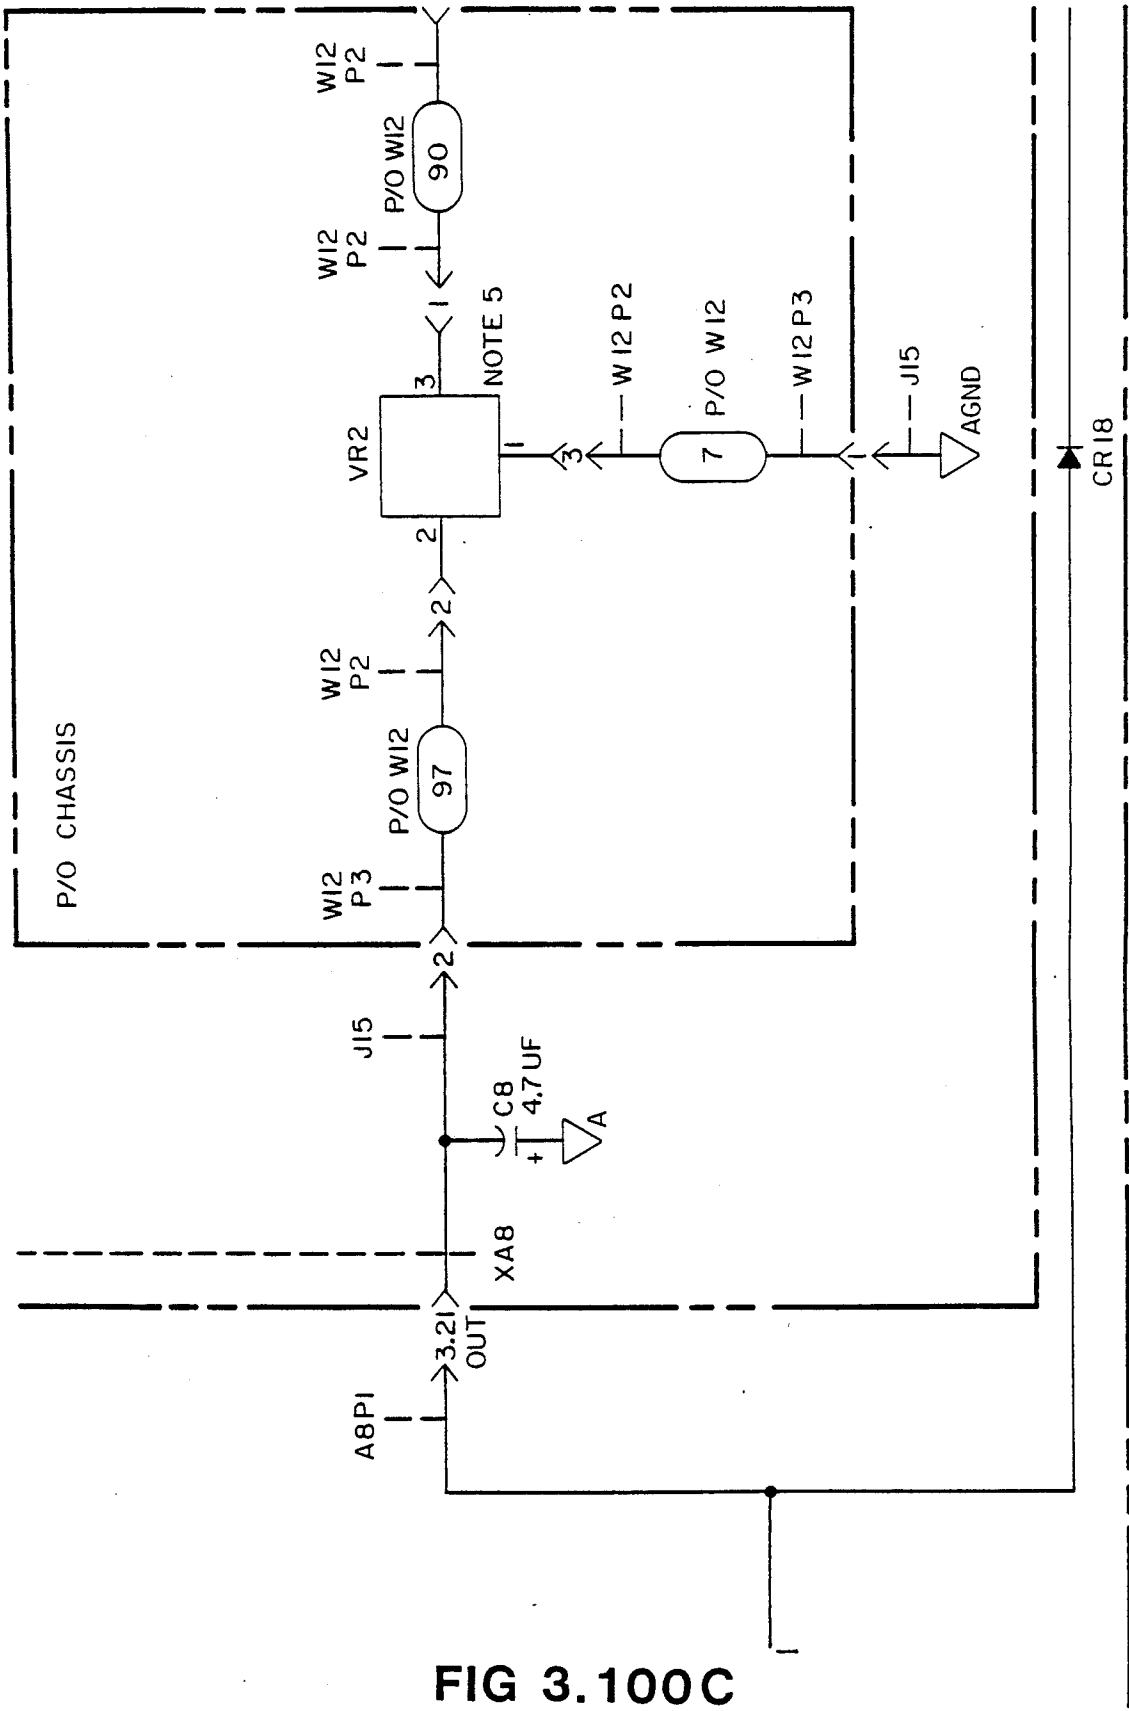 P/O CHASSIS
W12
P2
P/O W12
90
W12
P2
1
3
NOTE 5
VR2
1
3
W12 P2
7
P/O W12
W12 P3
1
J15
AGND
2
2
W12
P2
P/O W12
97
W12
P3
2
J15
C8
4.7UF
+
A
XA8
3.21
OUT
A8P1
CR18
FIG 3.100C